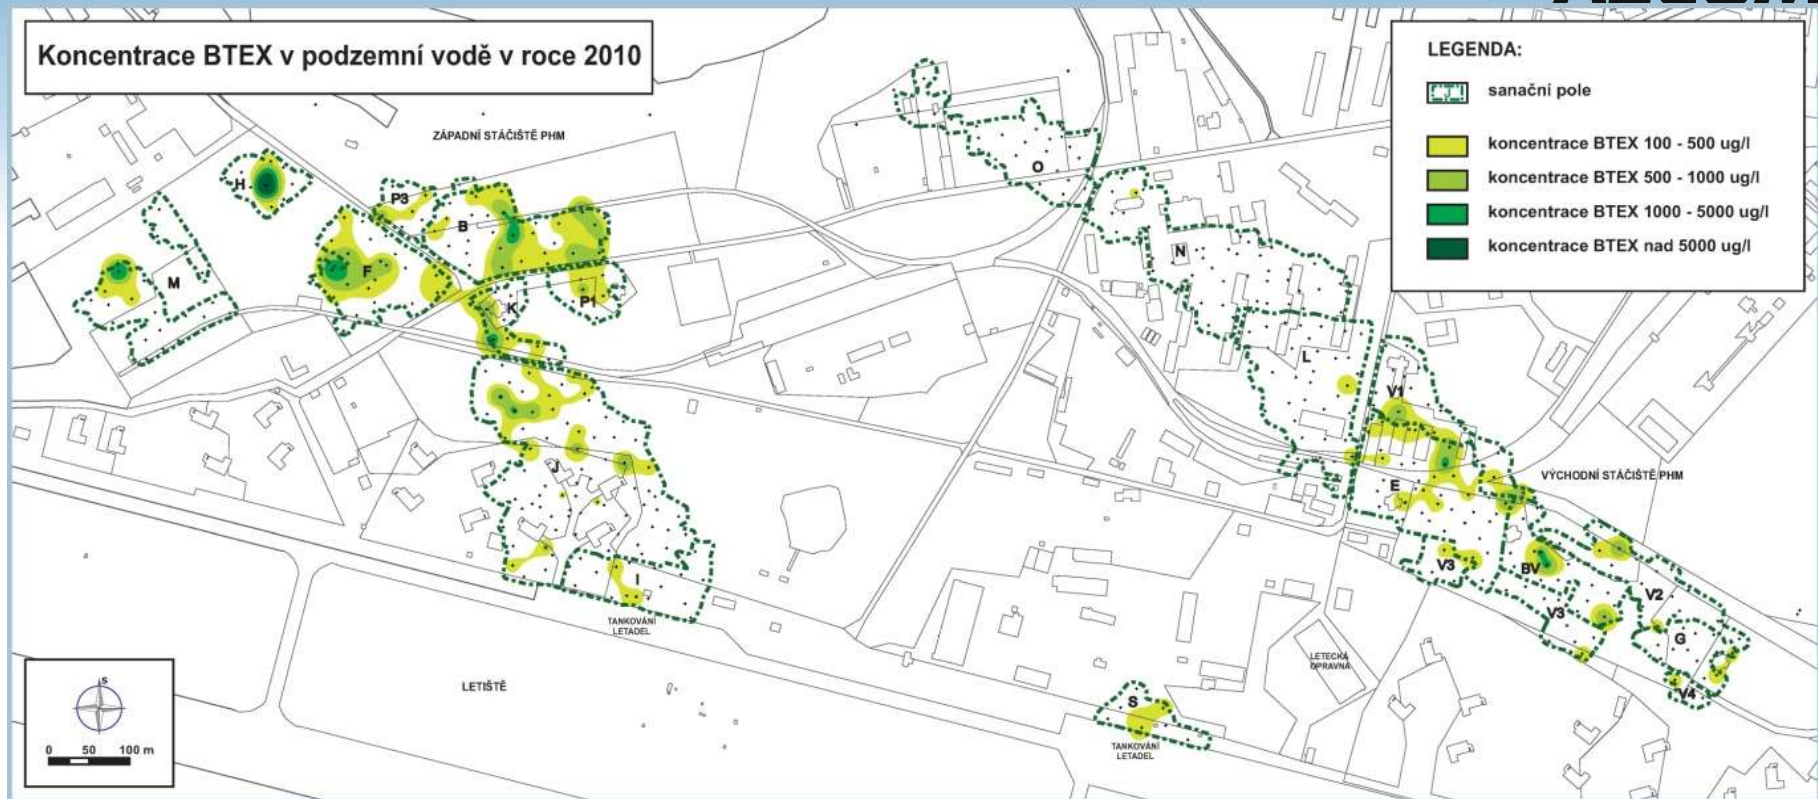 Koncentrace BTEX v podzemní vodě v roce 2010
LEGENDA:
sanační pole
koncentrace BTEX 100 - 500 ug/l
koncentrace BTEX 500 - 1000 ug/l
koncentrace BTEX 1000 - 5000 ug/l
koncentrace BTEX nad 5000 ug/l
ZÁPADNÍ STÁČIŠTĚ PHM
O
H
P3
B
N
F
M
P1
K
L
V1
J
VÝCHODNÍ STÁČIŠTĚ PHM
E
V3
BV
I
V2
V3
TANKOVÁNÍ
LETADEL
G
LETECKÁ
OPRAVNA
LETIŠTĚ
V4
S
TANKOVÁNÍ
LETADEL
S
0 50 100 m